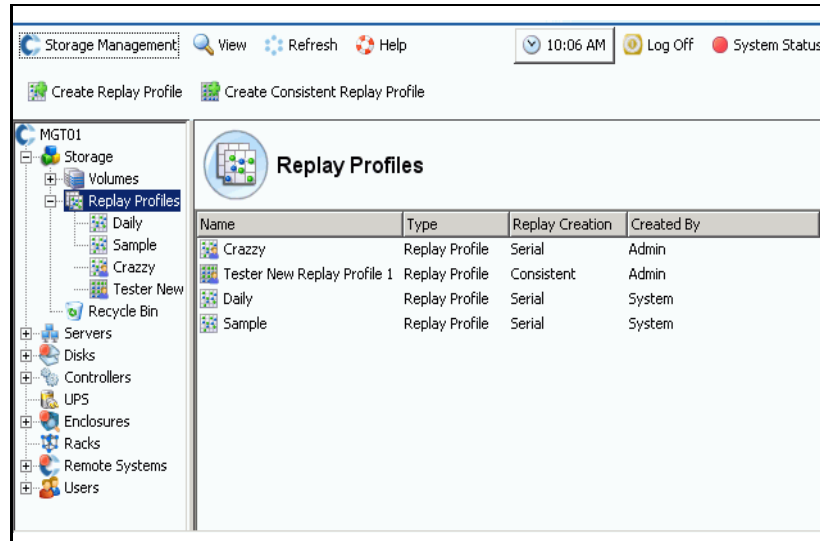 Storage Management View Refresh Help 10:06 AM Log Off System Status
Create Replay Profile Create Consistent Replay Profile
MGT01
Storage
Volumes
Replay Profiles
Daily
Sample
Crazzy
Tester New
Recycle Bin
Servers
Disks
Controllers
UPS
Enclosures
Racks
Remote Systems
Users
Replay Profiles
Name Type Replay Creation Created By
Crazzy Replay Profile Serial Admin
Tester New Replay Profile 1 Replay Profile Consistent Admin
Daily Replay Profile Serial System
Sample Replay Profile Serial System